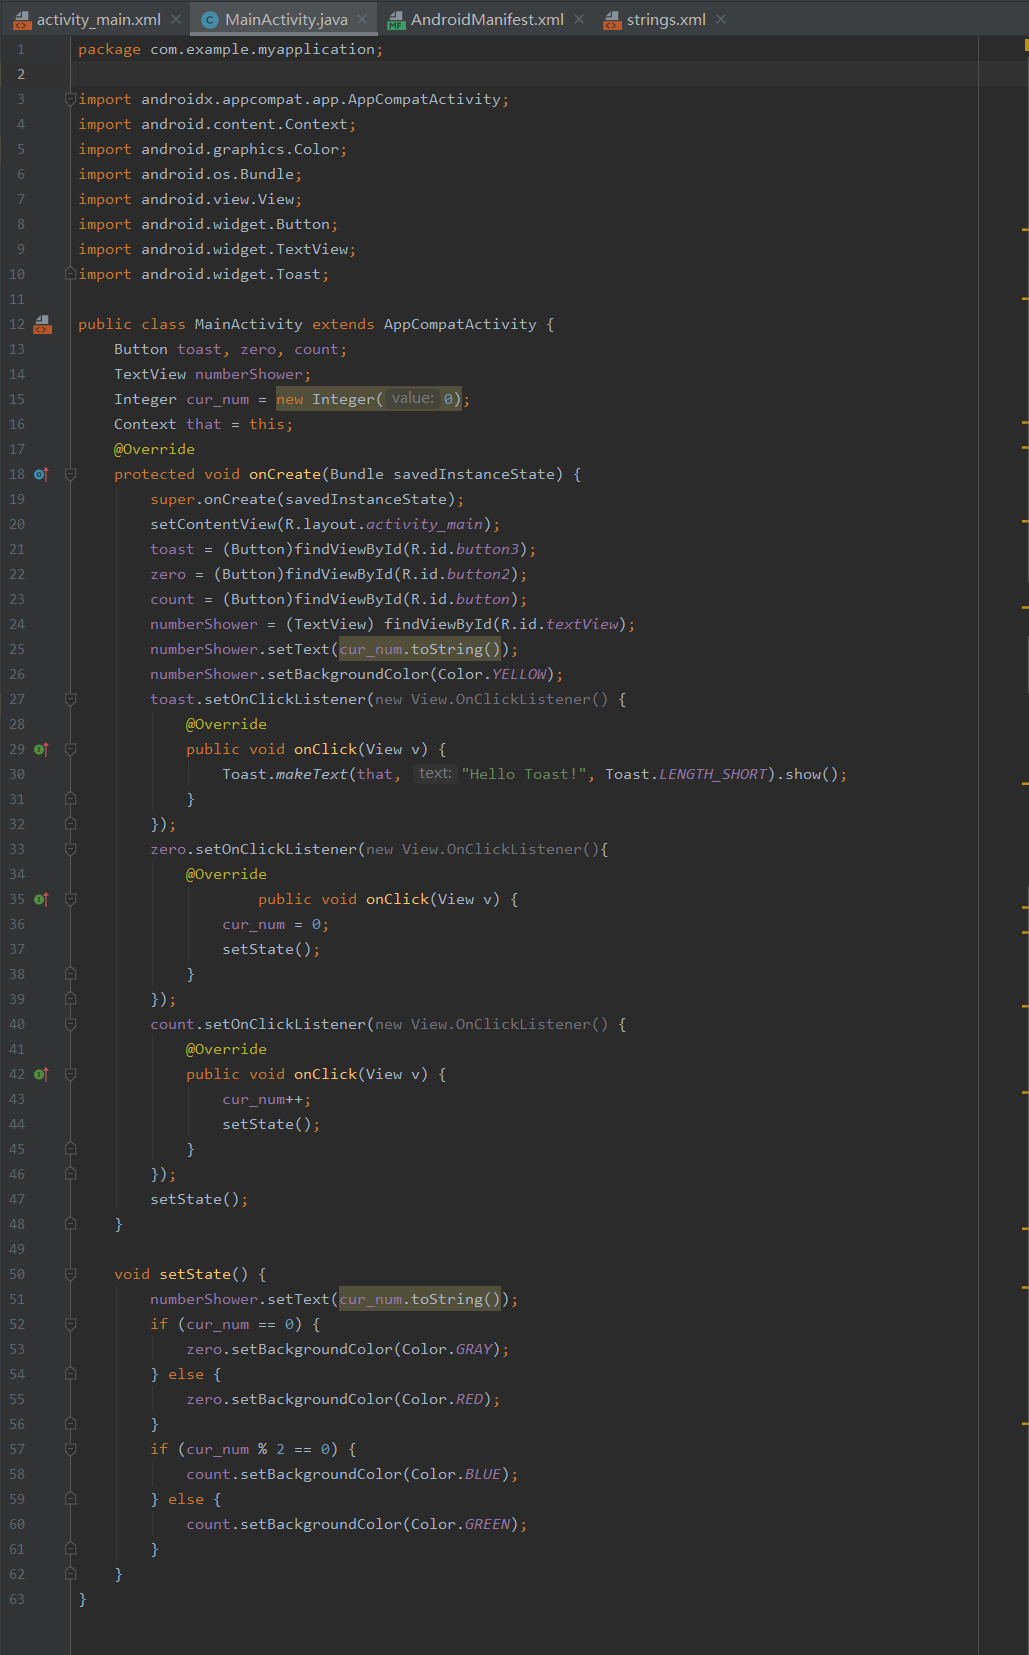 activity_main.xml MainActivity.java AndroidManifest.xml strings.xml
1 package com.example.myapplication;
2
3 import androidx.appcompat.app.AppCompatActivity;
4 import android.content.Context;
5 import android.graphics.Color;
6 import android.os.Bundle;
7 import android.view.View;
8 import android.widget.Button;
9 import android.widget.TextView;
10 import android.widget.Toast;
11
12 public class MainActivity extends AppCompatActivity {
13     Button toast, zero, count;
14     TextView numberShower;
15     Integer cur_num = new Integer( value: 0);
16     Context that = this;
17     @Override
18     protected void onCreate(Bundle savedInstanceState) {
19         super.onCreate(savedInstanceState);
20         setContentView(R.layout.activity_main);
21         toast = (Button)findViewById(R.id.button3);
22         zero = (Button)findViewById(R.id.button2);
23         count = (Button)findViewById(R.id.button);
24         numberShower = (TextView) findViewById(R.id.textView);
25         numberShower.setText(cur_num.toString());
26         numberShower.setBackgroundColor(Color.YELLOW);
27         toast.setOnClickListener(new View.OnClickListener() {
28             @Override
29             public void onClick(View v) {
30                 Toast.makeText(that, text: "Hello Toast!", Toast.LENGTH_SHORT).show();
31             }
32         });
33         zero.setOnClickListener(new View.OnClickListener(){
34             @Override
35                     public void onClick(View v) {
36                 cur_num = 0;
37                 setState();
38             }
39         });
40         count.setOnClickListener(new View.OnClickListener() {
41             @Override
42             public void onClick(View v) {
43                 cur_num++;
44                 setState();
45             }
46         });
47         setState();
48     }
49
50     void setState() {
51         numberShower.setText(cur_num.toString());
52         if (cur_num == 0) {
53             zero.setBackgroundColor(Color.GRAY);
54         } else {
55             zero.setBackgroundColor(Color.RED);
56         }
57         if (cur_num % 2 == 0) {
58             count.setBackgroundColor(Color.BLUE);
59         } else {
60             count.setBackgroundColor(Color.GREEN);
61         }
62     }
63 }